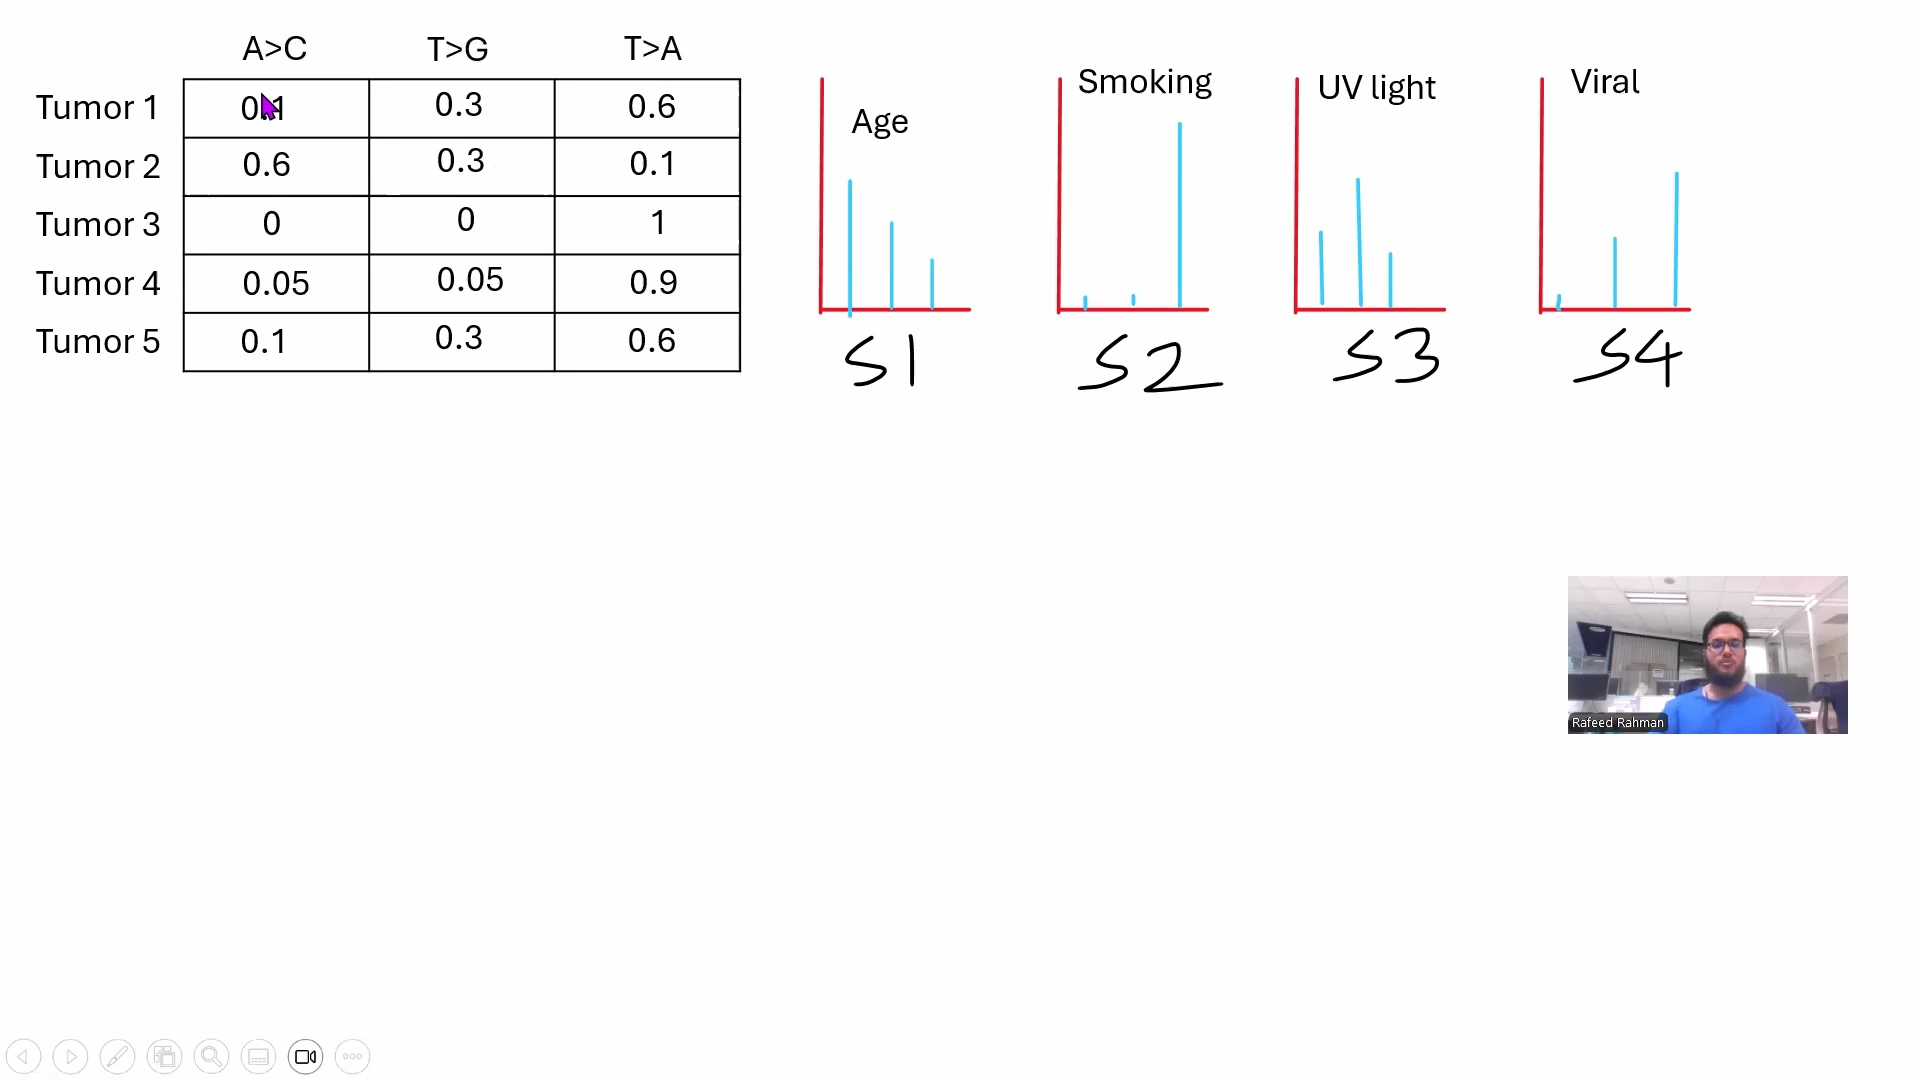 A>C T>G T>A
Tumor 1 0.1 0.3 0.6
Tumor 2 0.6 0.3 0.1
Tumor 3 0 0 1
Tumor 4 0.05 0.05 0.9
Tumor 5 0.1 0.3 0.6
Age Smoking UV light Viral
S1 S2 S3 S4
Rafeed Rahman